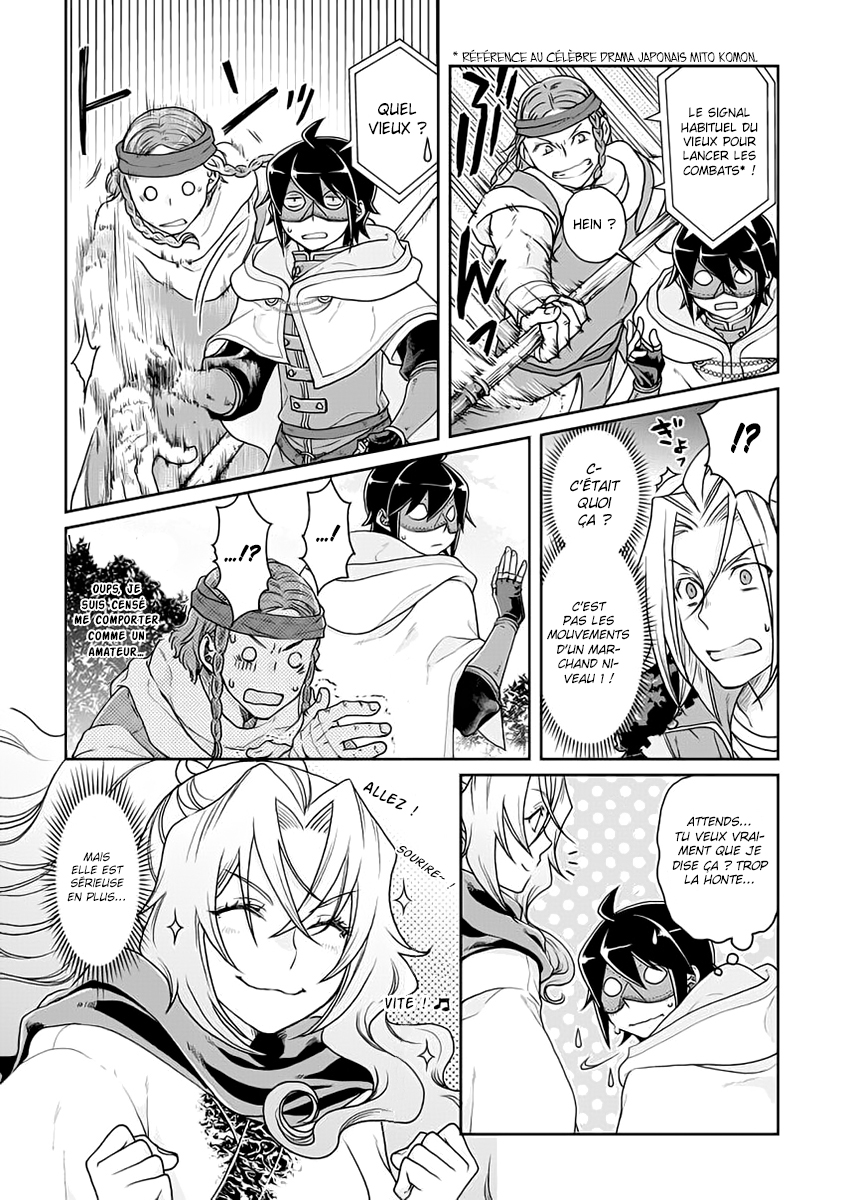 * RÉFÉRENCE AU CÉLÈBRE DRAMA JAPONAIS MITO KOMON.
LE SIGNAL
HABITUEL DU
VIEUX POUR
LANCER LES
COMBATS* !
HEIN ?
QUEL
VIEUX ?
!?
C-
C'ÉTAIT
QUOI
ÇA ?
C'EST
PAS LES
MOUVEMENTS
D'UN MAR-
CHAND NI-
VEAU 1 !
...!
...!?
OUPS, JE
SUIS CENSÉ
ME COMPORTER
COMME UN
AMATEUR...
ATTENDS...
TU VEUX VRAI-
MENT QUE JE
DISE ÇA ? TROP
LA HONTE...
ALLEZ !
SOURIRE~ !
MAIS
ELLE EST
SÉRIEUSE
EN PLUS...
VITE ! ♫